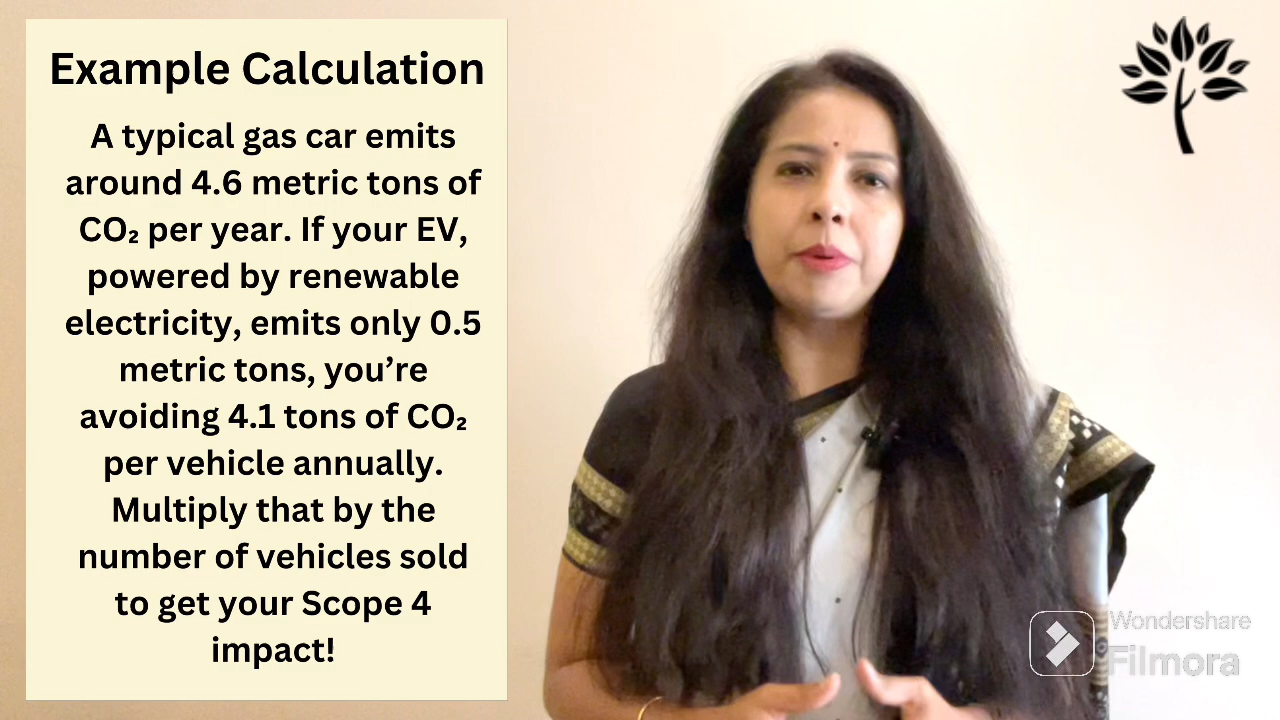 Example Calculation
A typical gas car emits
around 4.6 metric tons of
CO₂ per year. If your EV,
powered by renewable
electricity, emits only 0.5
metric tons, you’re
avoiding 4.1 tons of CO₂
per vehicle annually.
Multiply that by the
number of vehicles sold
to get your Scope 4
impact!
Wondershare
Filmora